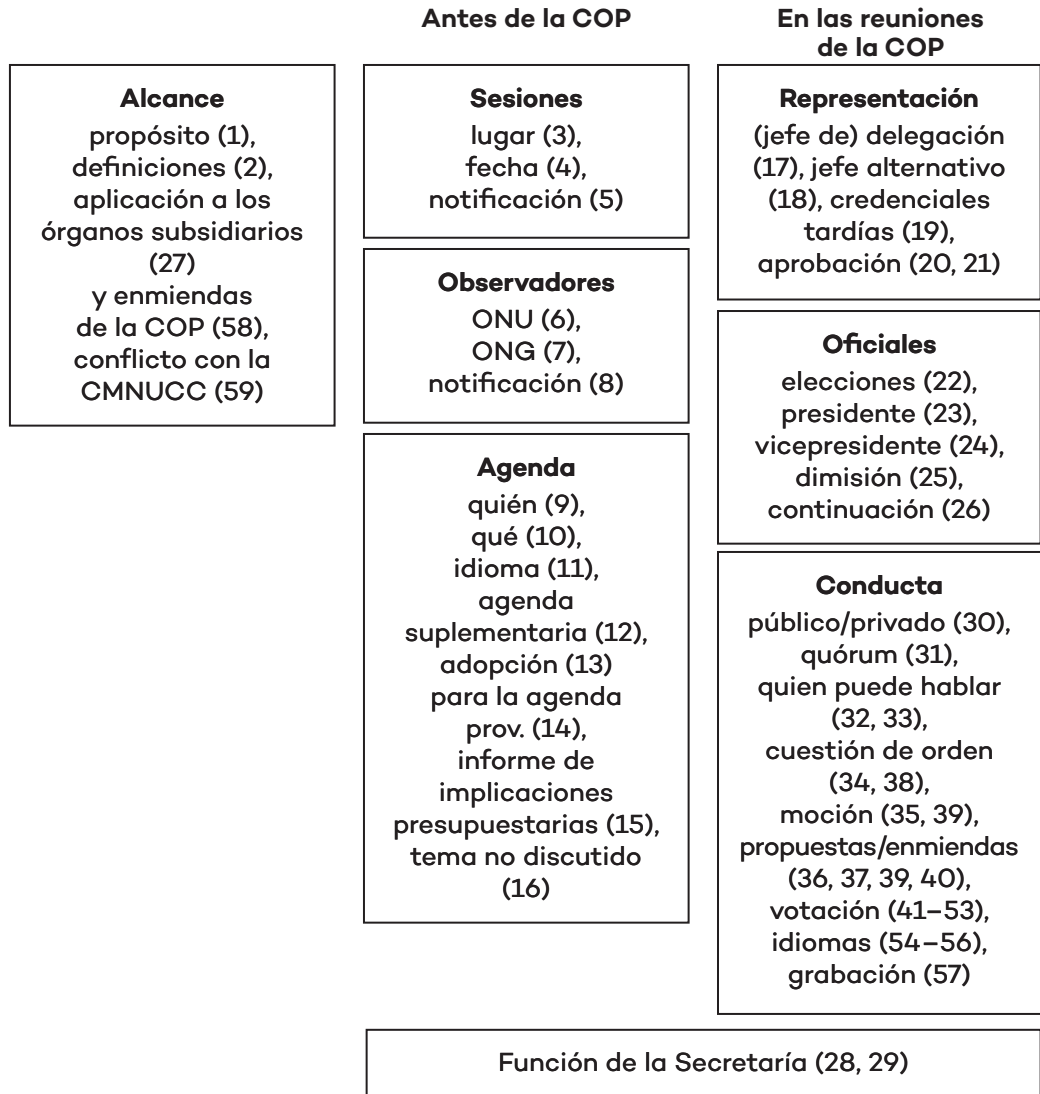 Antes de la COP
En las reuniones
de la COP
Alcance
propósito (1),
definiciones (2),
aplicación a los
órganos subsidiarios
(27)
y enmiendas
de la COP (58),
conflicto con la
CMNUCC (59)
Sesiones
lugar (3),
fecha (4),
notificación (5)
Observadores
ONU (6),
ONG (7),
notificación (8)
Agenda
quién (9),
qué (10),
idioma (11),
agenda
suplementaria (12),
adopción (13)
para la agenda
prov. (14),
informe de
implicaciones
presupuestarias (15),
tema no discutido
(16)
Representación
(jefe de) delegación
(17), jefe alternativo
(18), credenciales
tardías (19),
aprobación (20, 21)
Oficiales
elecciones (22),
presidente (23),
vicepresidente (24),
dimisión (25),
continuación (26)
Conducta
público/privado (30),
quórum (31),
quien puede hablar
(32, 33),
cuestión de orden
(34, 38),
moción (35, 39),
propuestas/enmiendas
(36, 37, 39, 40),
votación (41–53),
idiomas (54–56),
grabación (57)
Función de la Secretaría (28, 29)